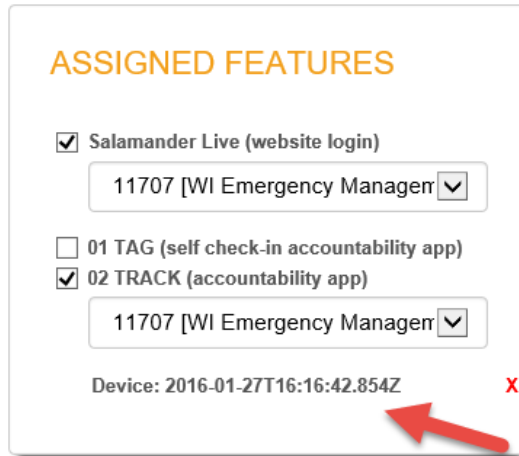 ASSIGNED FEATURES
Salamander Live (website login)
11707 [WI Emergency Managem
01 TAG (self check-in accountability app)
02 TRACK (accountability app)
11707 [WI Emergency Managem
Device: 2016-01-27T16:16:42.854Z X